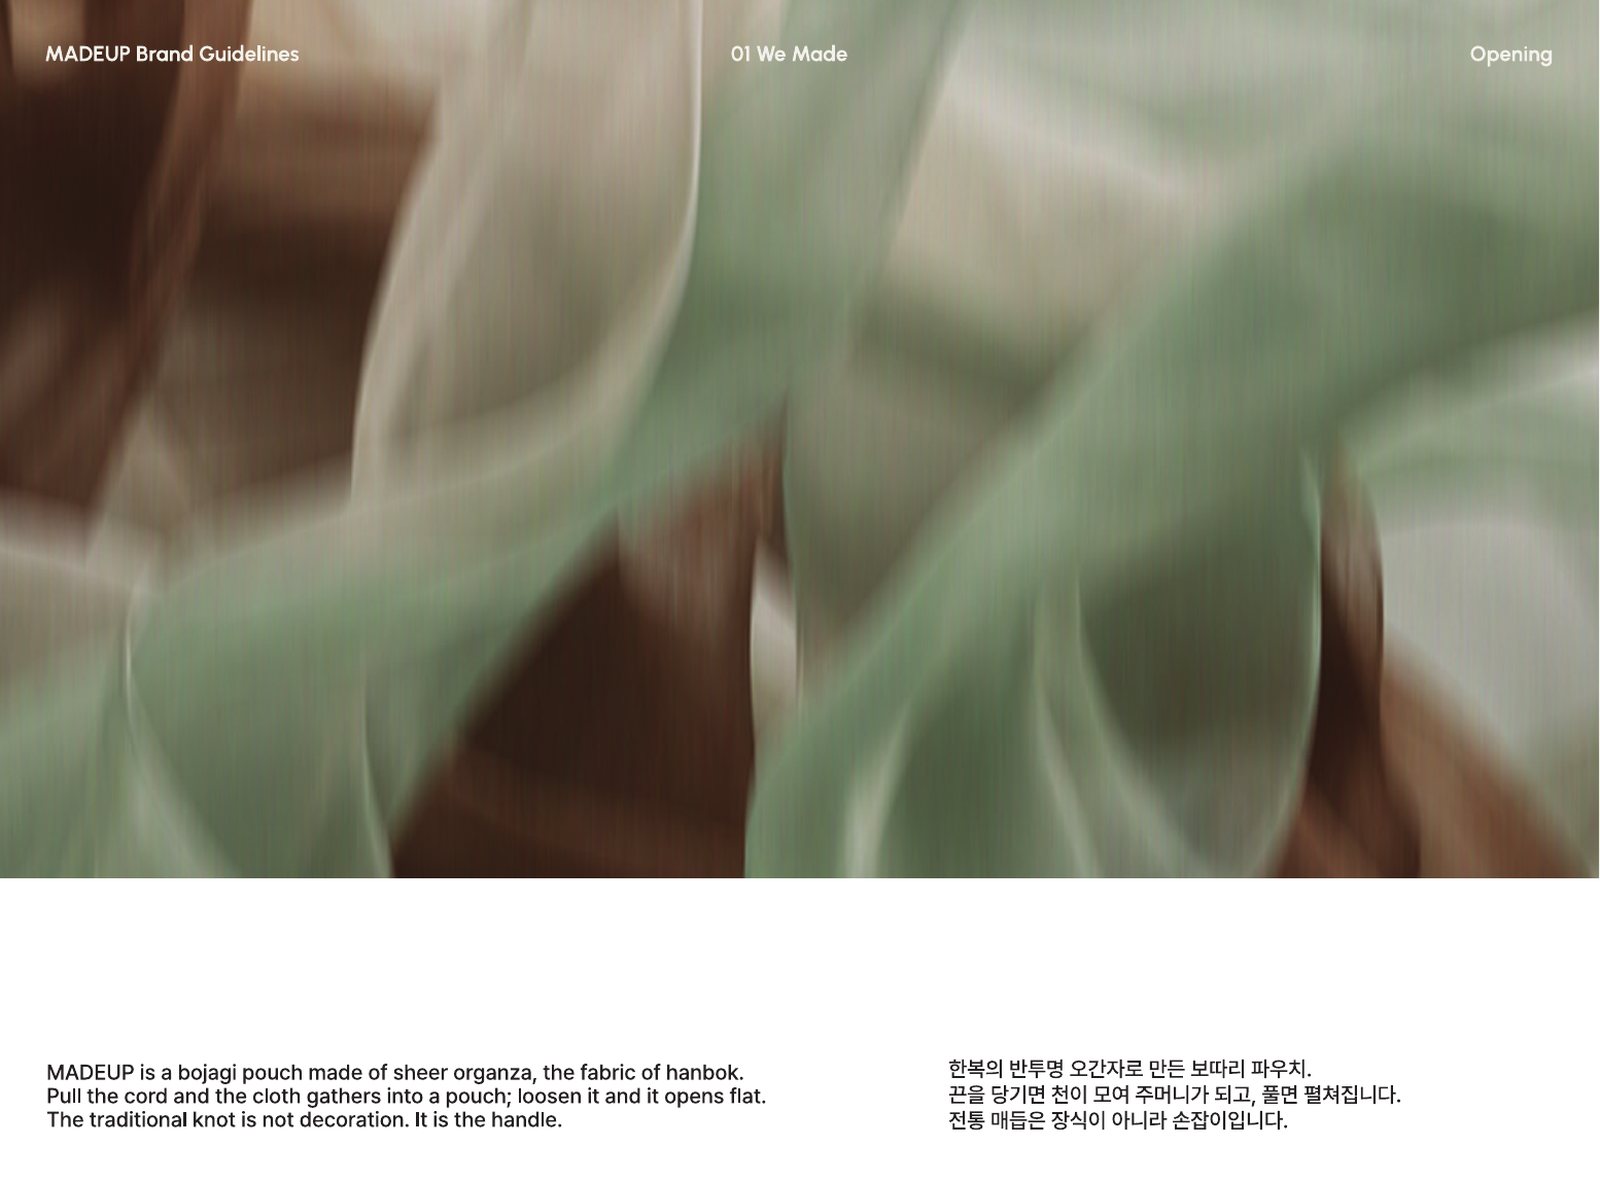 MADEUP Brand Guidelines
01 We Made
Opening
MADEUP is a bojagi pouch made of sheer organza, the fabric of hanbok.
Pull the cord and the cloth gathers into a pouch; loosen it and it opens flat.
The traditional knot is not decoration. It is the handle.
한복의 반투명 오간자로 만든 보따리 파우치.
끈을 당기면 천이 모여 주머니가 되고, 풀면 펼쳐집니다.
전통 매듭은 장식이 아니라 손잡이입니다.